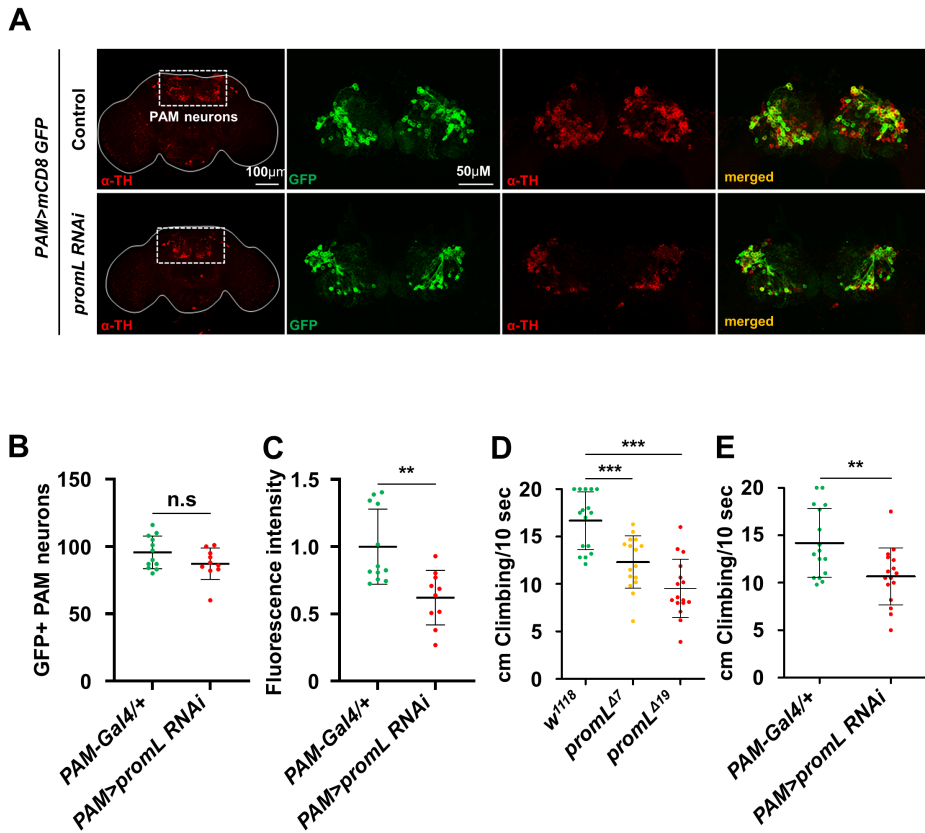 A
PAM>mCD8 GFP
Control
promL RNAi
PAM neurons
100μm
α-TH
GFP
50μM
α-TH
merged
α-TH
GFP
α-TH
merged
B
GFP+ PAM neurons
150
100
50
0
n.s
PAM-Gal4/+
PAM>promL RNAi
C
Fluorescence intensity
1.5
1.0
0.5
0
**
PAM-Gal4/+
PAM>promL RNAi
D
cm Climbing/10 sec
20
15
10
5
0
***
***
w1118
promLΔ7
promLΔ19
E
cm Climbing/10 sec
20
15
10
5
0
**
PAM-Gal4/+
PAM>promL RNAi